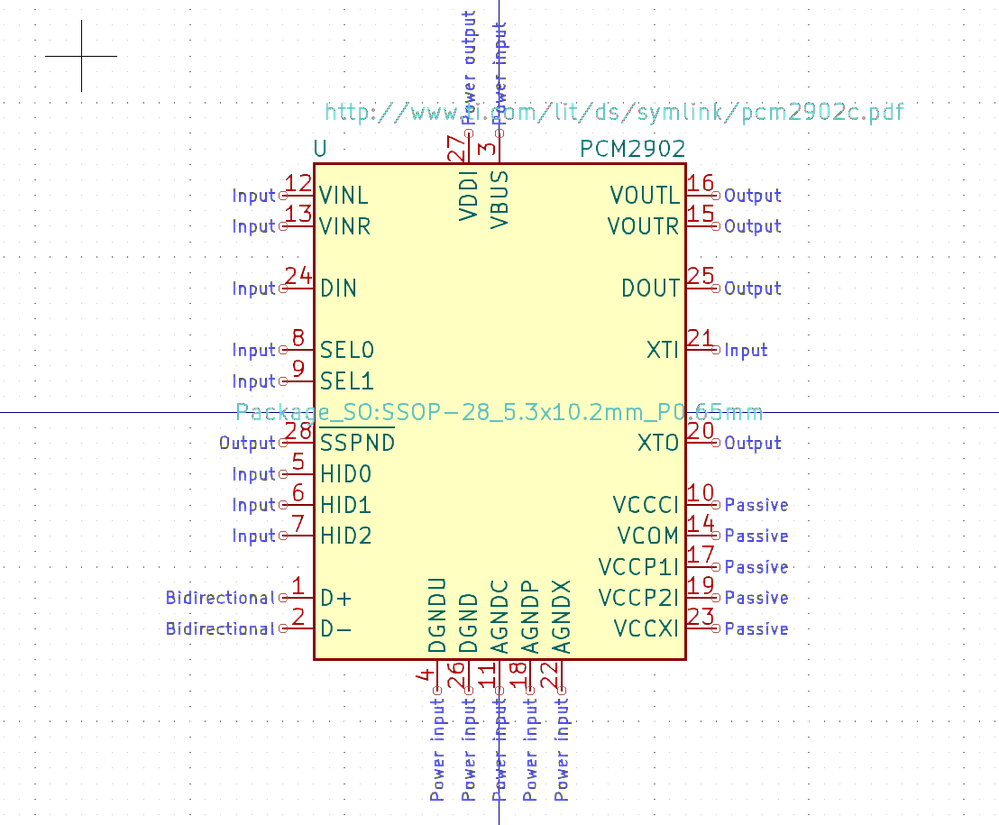 Power output
Power input
http://www.ti.com/lit/ds/symlink/pcm2902c.pdf
U
27
3
PCM2902
VDDI
VBUS
Input 12 VINL
VOUTL 16 Output
Input 13 VINR
VOUTR 15 Output
Input 24 DIN
DOUT 25 Output
Input 8 SEL0
XTI 21 Input
Input 9 SEL1
Package_SO:SSOP-28_5.3x10.2mm_P0.65mm
Output 28 SSPND
XTO 20 Output
Input 5 HID0
Input 6 HID1
VCCCI 10 Passive
Input 7 HID2
VCOM 14 Passive
VCCP1I 17 Passive
Bidirectional 1 D+
VCCP2I 19 Passive
Bidirectional 2 D-
VCCXI 23 Passive
DGNDU
DGND
AGNDC
AGNDP
AGNDX
4
26
11
18
22
Power input
Power input
Power input
Power input
Power input